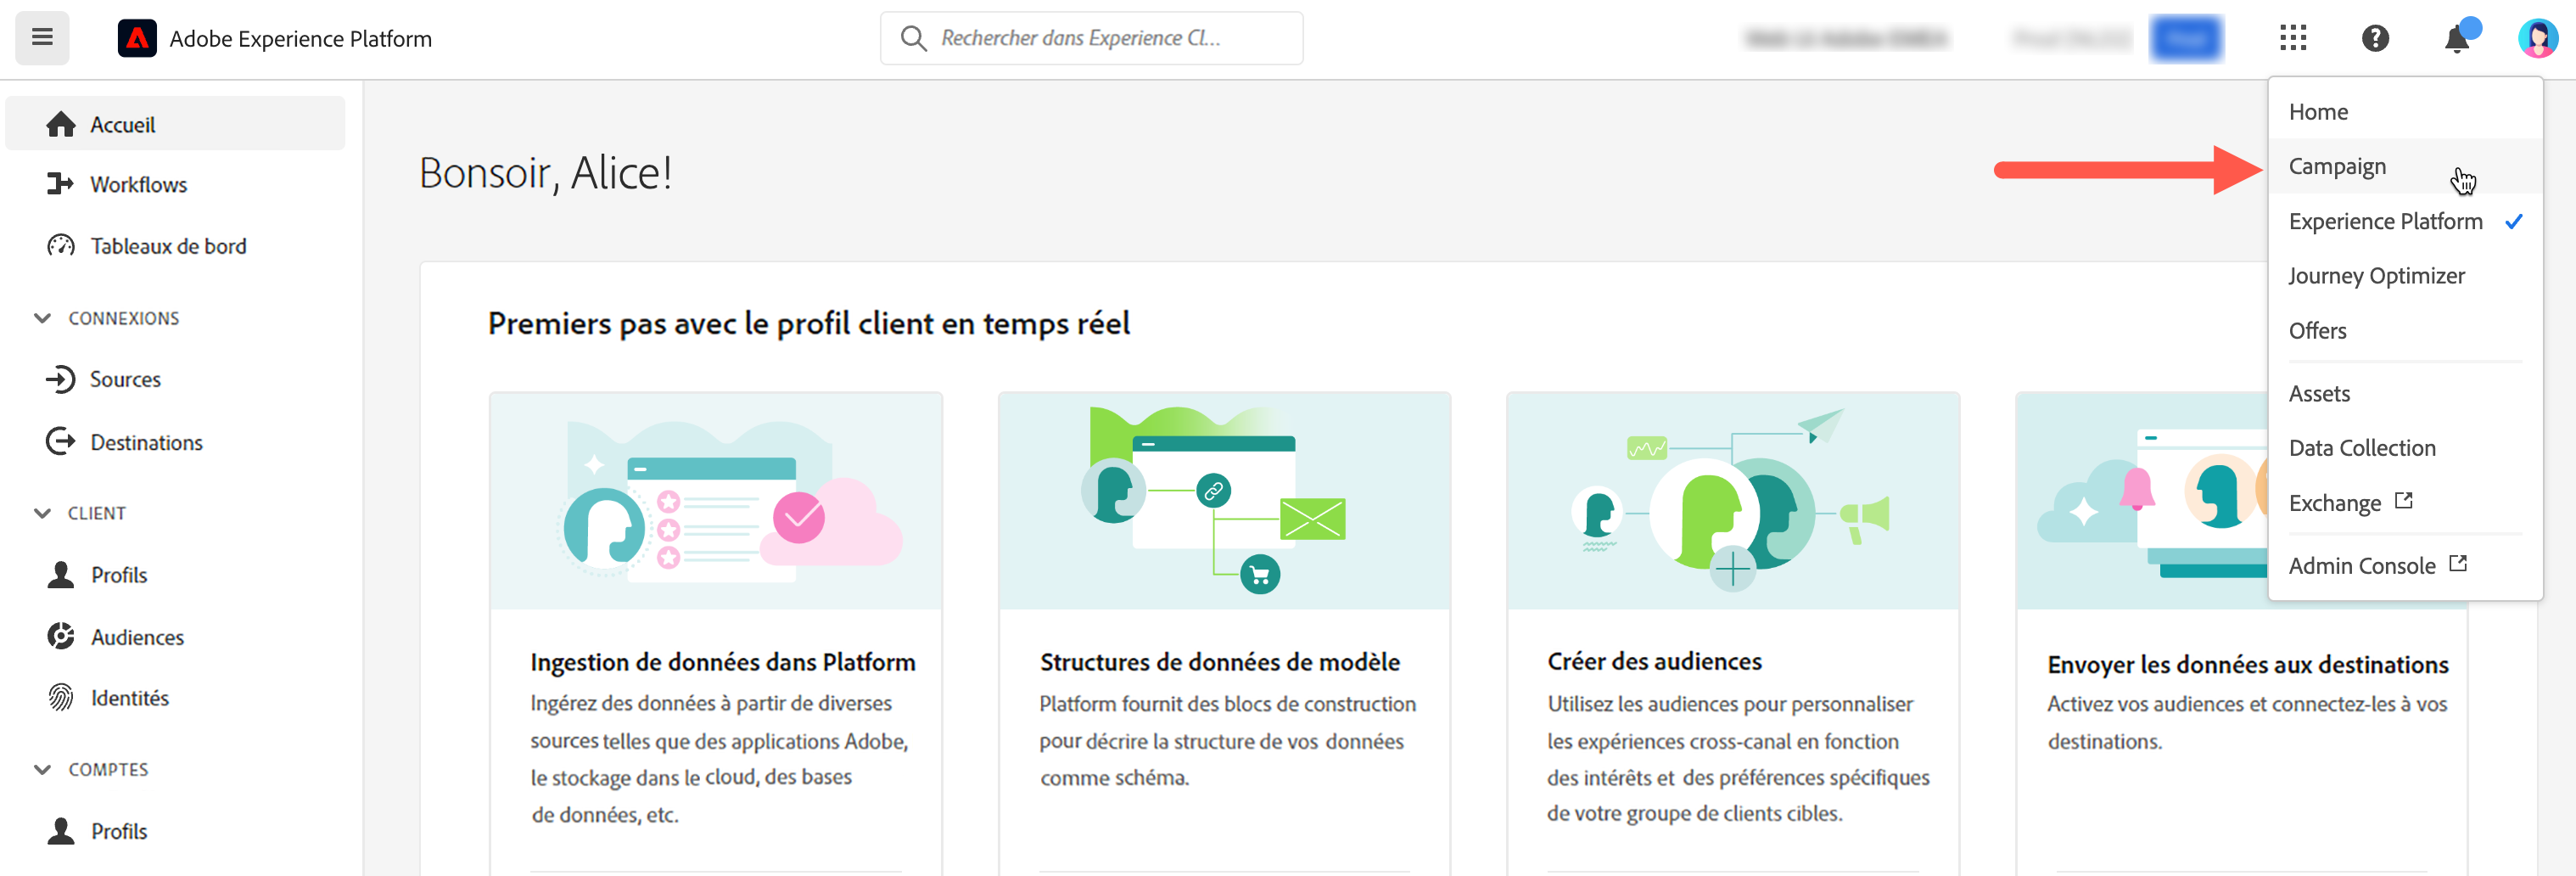 Adobe Experience Platform
Rechercher dans Experience Cl...
Accueil
Workflows
Tableaux de bord
CONNEXIONS
Sources
Destinations
CLIENT
Profils
Audiences
Identités
COMPTES
Profils
Bonsoir, Alice!
Premiers pas avec le profil client en temps réel
Ingestion de données dans Platform
Ingérez des données à partir de diverses
sources telles que des applications Adobe,
le stockage dans le cloud, des bases
de données, etc.
Structures de données de modèle
Platform fournit des blocs de construction
pour décrire la structure de vos données
comme schéma.
Créer des audiences
Utilisez les audiences pour personnaliser
les expériences cross-canal en fonction
des intérêts et des préférences spécifiques
de votre groupe de clients cibles.
Envoyer les données aux destinations
Activez vos audiences et connectez-les à vos
destinations.
Home
Campaign
Experience Platform
Journey Optimizer
Offers
Assets
Data Collection
Exchange
Admin Console